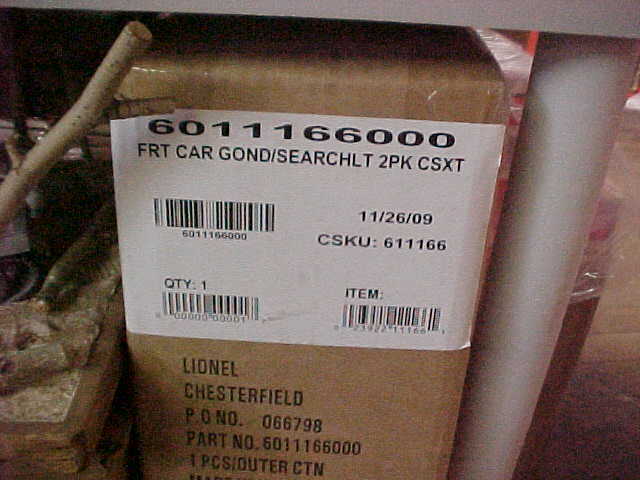 6011166000
FRT CAR GOND/SEARCHLT 2PK CSXT
11/26/09
6011166000
CSKU: 611166
QTY: 1
ITEM:
LIONEL
CHESTERFIELD
P.O NO. 066798
PART NO. 6011166000
1 PCS/OUTER CTN